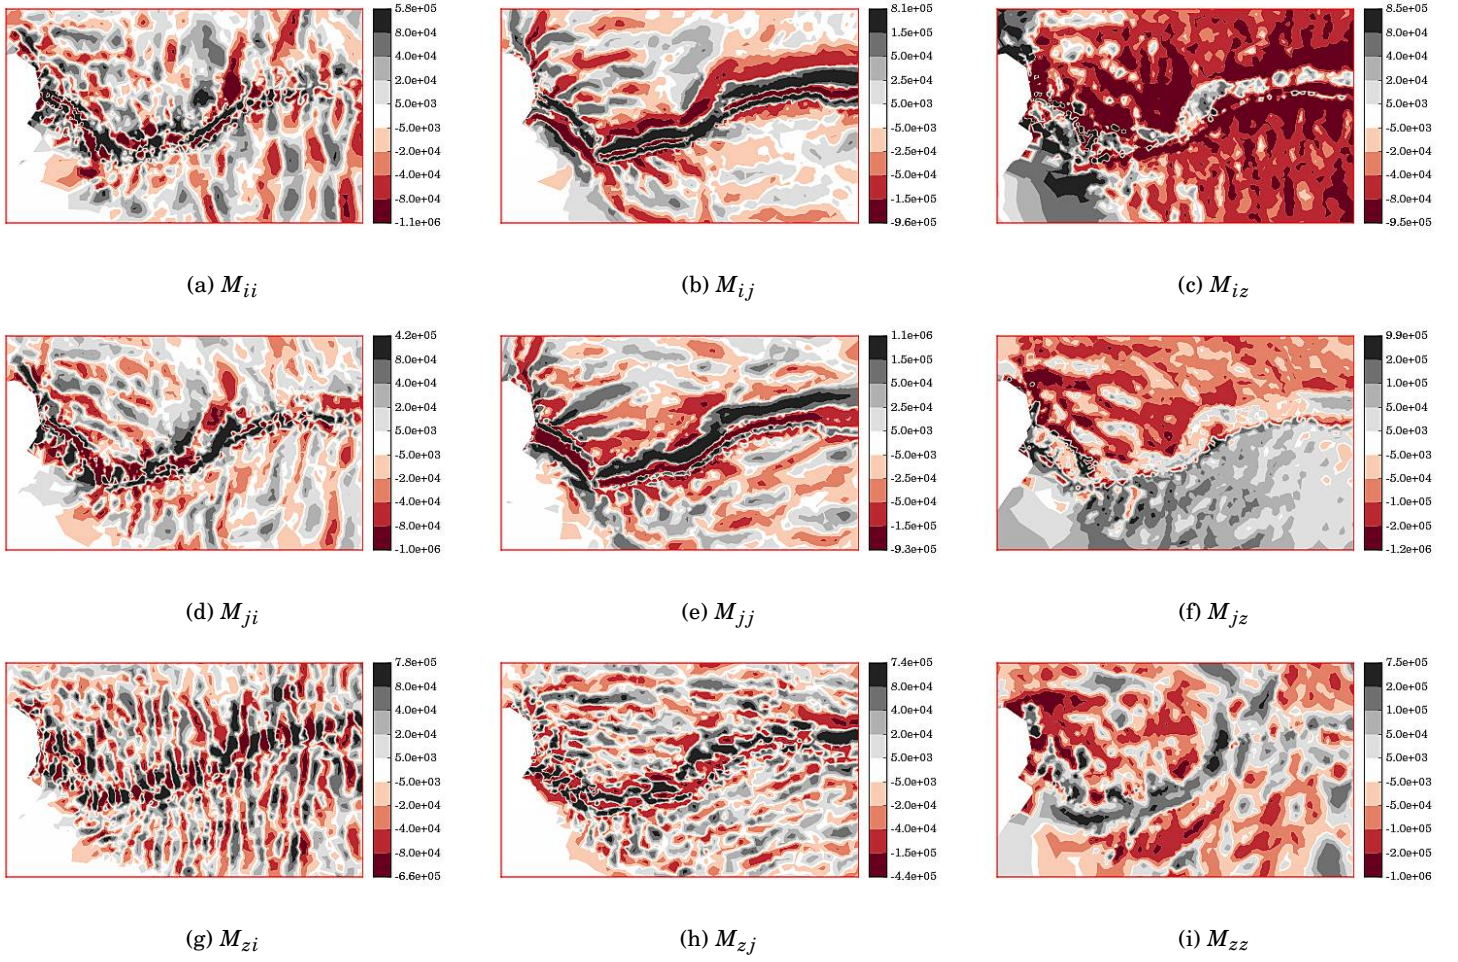 5.8e+05
8.0e+04
4.0e+04
2.0e+04
5.0e+03
-5.0e+03
-2.0e+04
-4.0e+04
-8.0e+04
-1.1e+06
8.1e+05
1.5e+05
5.0e+04
2.5e+04
5.0e+03
-5.0e+03
-2.5e+04
-5.0e+04
-1.5e+05
-9.6e+05
8.5e+05
8.0e+04
4.0e+04
2.0e+04
5.0e+03
-5.0e+03
-2.0e+04
-4.0e+04
-8.0e+04
-9.5e+05
(a) M_ii
(b) M_ij
(c) M_iz
4.2e+05
8.0e+04
4.0e+04
2.0e+04
5.0e+03
-5.0e+03
-2.0e+04
-4.0e+04
-8.0e+04
-1.0e+06
1.1e+06
1.5e+05
5.0e+04
2.5e+04
5.0e+03
-5.0e+03
-2.5e+04
-5.0e+04
-1.5e+05
-9.3e+05
9.9e+05
2.0e+05
1.0e+05
5.0e+04
5.0e+03
-5.0e+03
-5.0e+04
-1.0e+05
-2.0e+05
-1.2e+06
(d) M_ji
(e) M_jj
(f) M_jz
7.8e+05
8.0e+04
4.0e+04
2.0e+04
5.0e+03
-5.0e+03
-2.0e+04
-4.0e+04
-8.0e+04
-6.6e+05
7.4e+05
8.0e+04
4.0e+04
2.0e+04
5.0e+03
-5.0e+03
-2.0e+04
-4.0e+04
-1.5e+05
-4.4e+05
7.5e+05
2.0e+05
1.0e+05
5.0e+04
5.0e+03
-5.0e+03
-5.0e+04
-1.0e+05
-2.0e+05
-1.0e+06
(g) M_zi
(h) M_zj
(i) M_zz